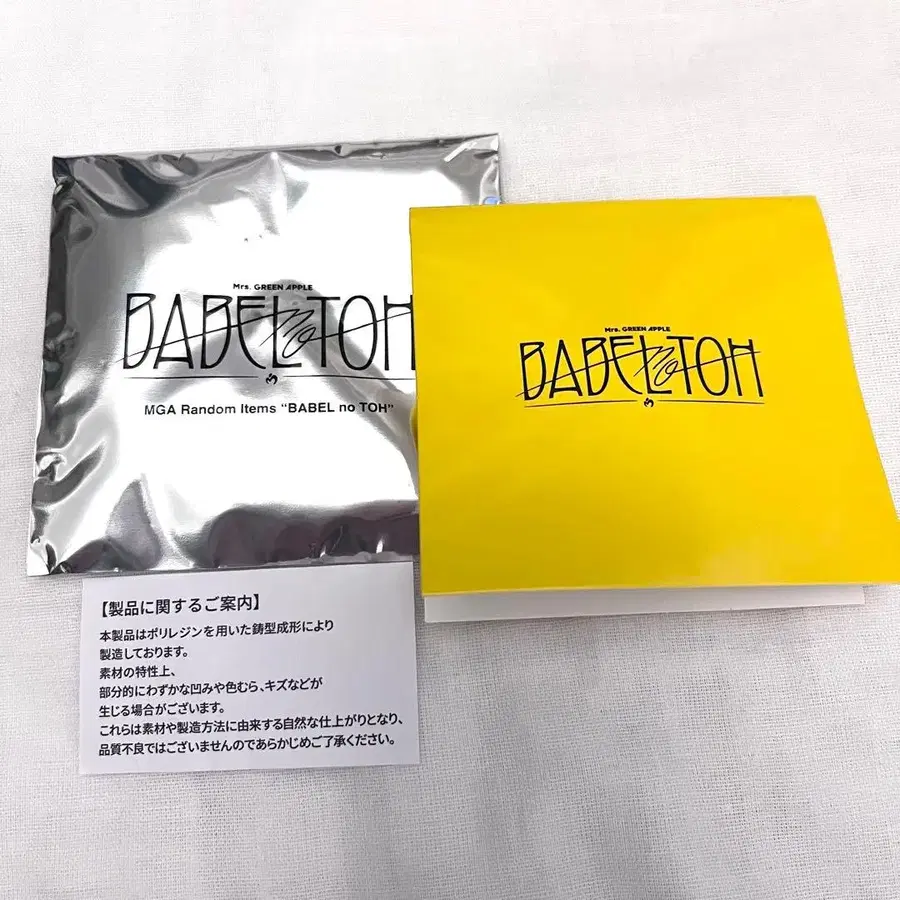 Mrs. GREEN APPLE
BABEL no TOH
MGA Random Items “BABEL no TOH”
Mrs. GREEN APPLE
BABEL no TOH
【製品に関するご案内】
本製品はポリレジンを用いた鋳型成形により
製造しております。
素材の特性上、
部分的にわずかな凹みや色むら、キズなどが
生じる場合がございます。
これらは素材や製造方法に由来する自然な仕上がりとなり、
品質不良ではございませんのであらかじめご了承ください。